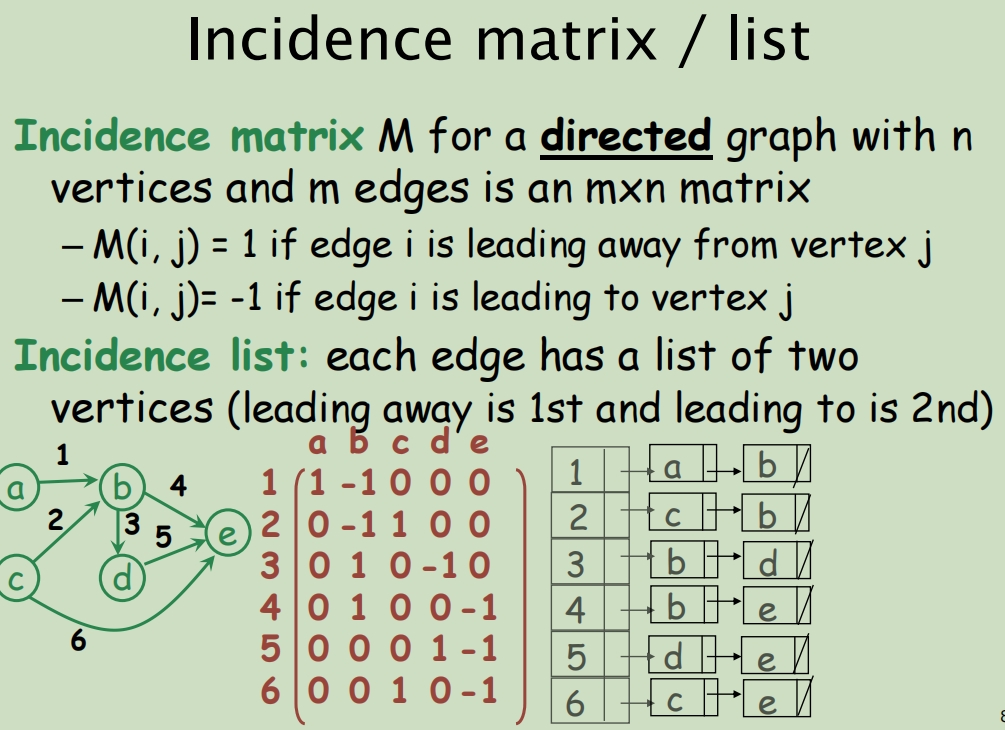 Incidence matrix / list
Incidence matrix M for a directed graph with n
vertices and m edges is an mxn matrix
– M(i, j) = 1 if edge i is leading away from vertex j
– M(i, j)= -1 if edge i is leading to vertex j
Incidence list: each edge has a list of two
vertices (leading away is 1st and leading to is 2nd)
a b c d e
1 1 -1 0 0 0
2 0 -1 1 0 0
3 0 1 0 -1 0
4 0 1 0 0 -1
5 0 0 0 1 -1
6 0 0 1 0 -1
1
a b 4
2 3 5 e
c d
6
1 a b
2 c b
3 b d
4 b e
5 d e
6 c e
8